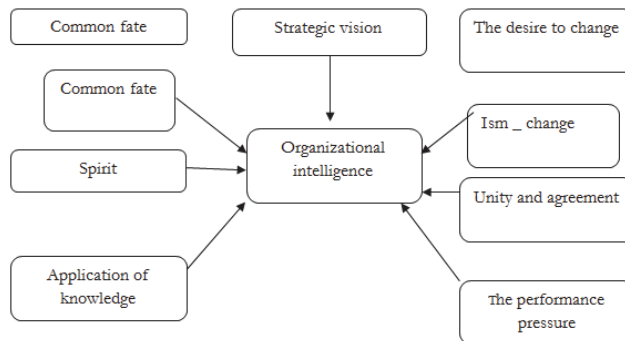 Common fate
Strategic vision
The desire to change
Common fate
Organizational
intelligence
Ism _ change
Spirit
Unity and agreement
Application of
knowledge
The performance
pressure